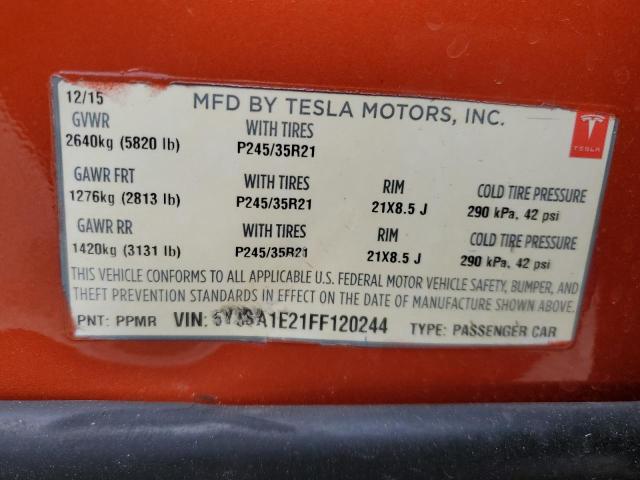 12/15 MFD BY TESLA MOTORS, INC.
GVWR WITH TIRES
2640kg (5820 lb) P245/35R21
TESLA
GAWR FRT WITH TIRES RIM COLD TIRE PRESSURE
1276kg (2813 lb) P245/35R21 21X8.5 J 290 kPa, 42 psi
GAWR RR WITH TIRES RIM COLD TIRE PRESSURE
1420kg (3131 lb) P245/35R21 21X8.5 J 290 kPa, 42 psi
THIS VEHICLE CONFORMS TO ALL APPLICABLE U.S. FEDERAL MOTOR VEHICLE SAFETY, BUMPER, AND
THEFT PREVENTION STANDARDS IN EFFECT ON THE DATE OF MANUFACTURE SHOWN ABOVE.
PNT: PPMR VIN: 5YJSA1E21FF120244 TYPE: PASSENGER CAR